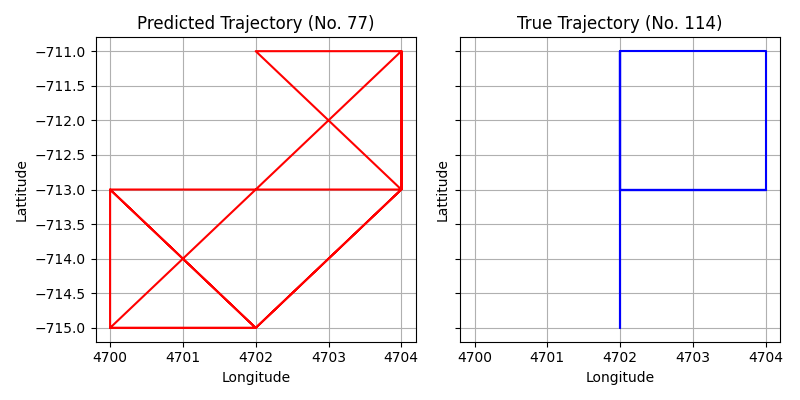 Predicted Trajectory (No. 77)
True Trajectory (No. 114)
−711.0
−711.5
−712.0
−712.5
−713.0
−713.5
−714.0
−714.5
−715.0
Lattitude
Lattitude
4700 4701 4702 4703 4704
4700 4701 4702 4703 4704
Longitude
Longitude